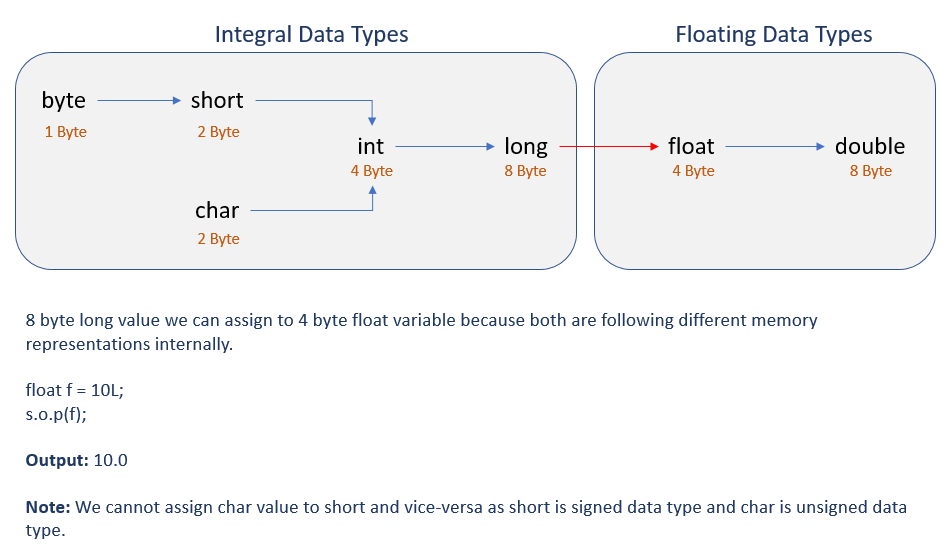 Integral Data Types
Floating Data Types
byte
short
1 Byte
2 Byte
int
long
float
double
4 Byte
8 Byte
4 Byte
8 Byte
char
2 Byte
8 byte long value we can assign to 4 byte float variable because both are following different memory
representations internally.
float f = 10L;
s.o.p(f);
Output: 10.0
Note: We cannot assign char value to short and vice-versa as short is signed data type and char is unsigned data
type.